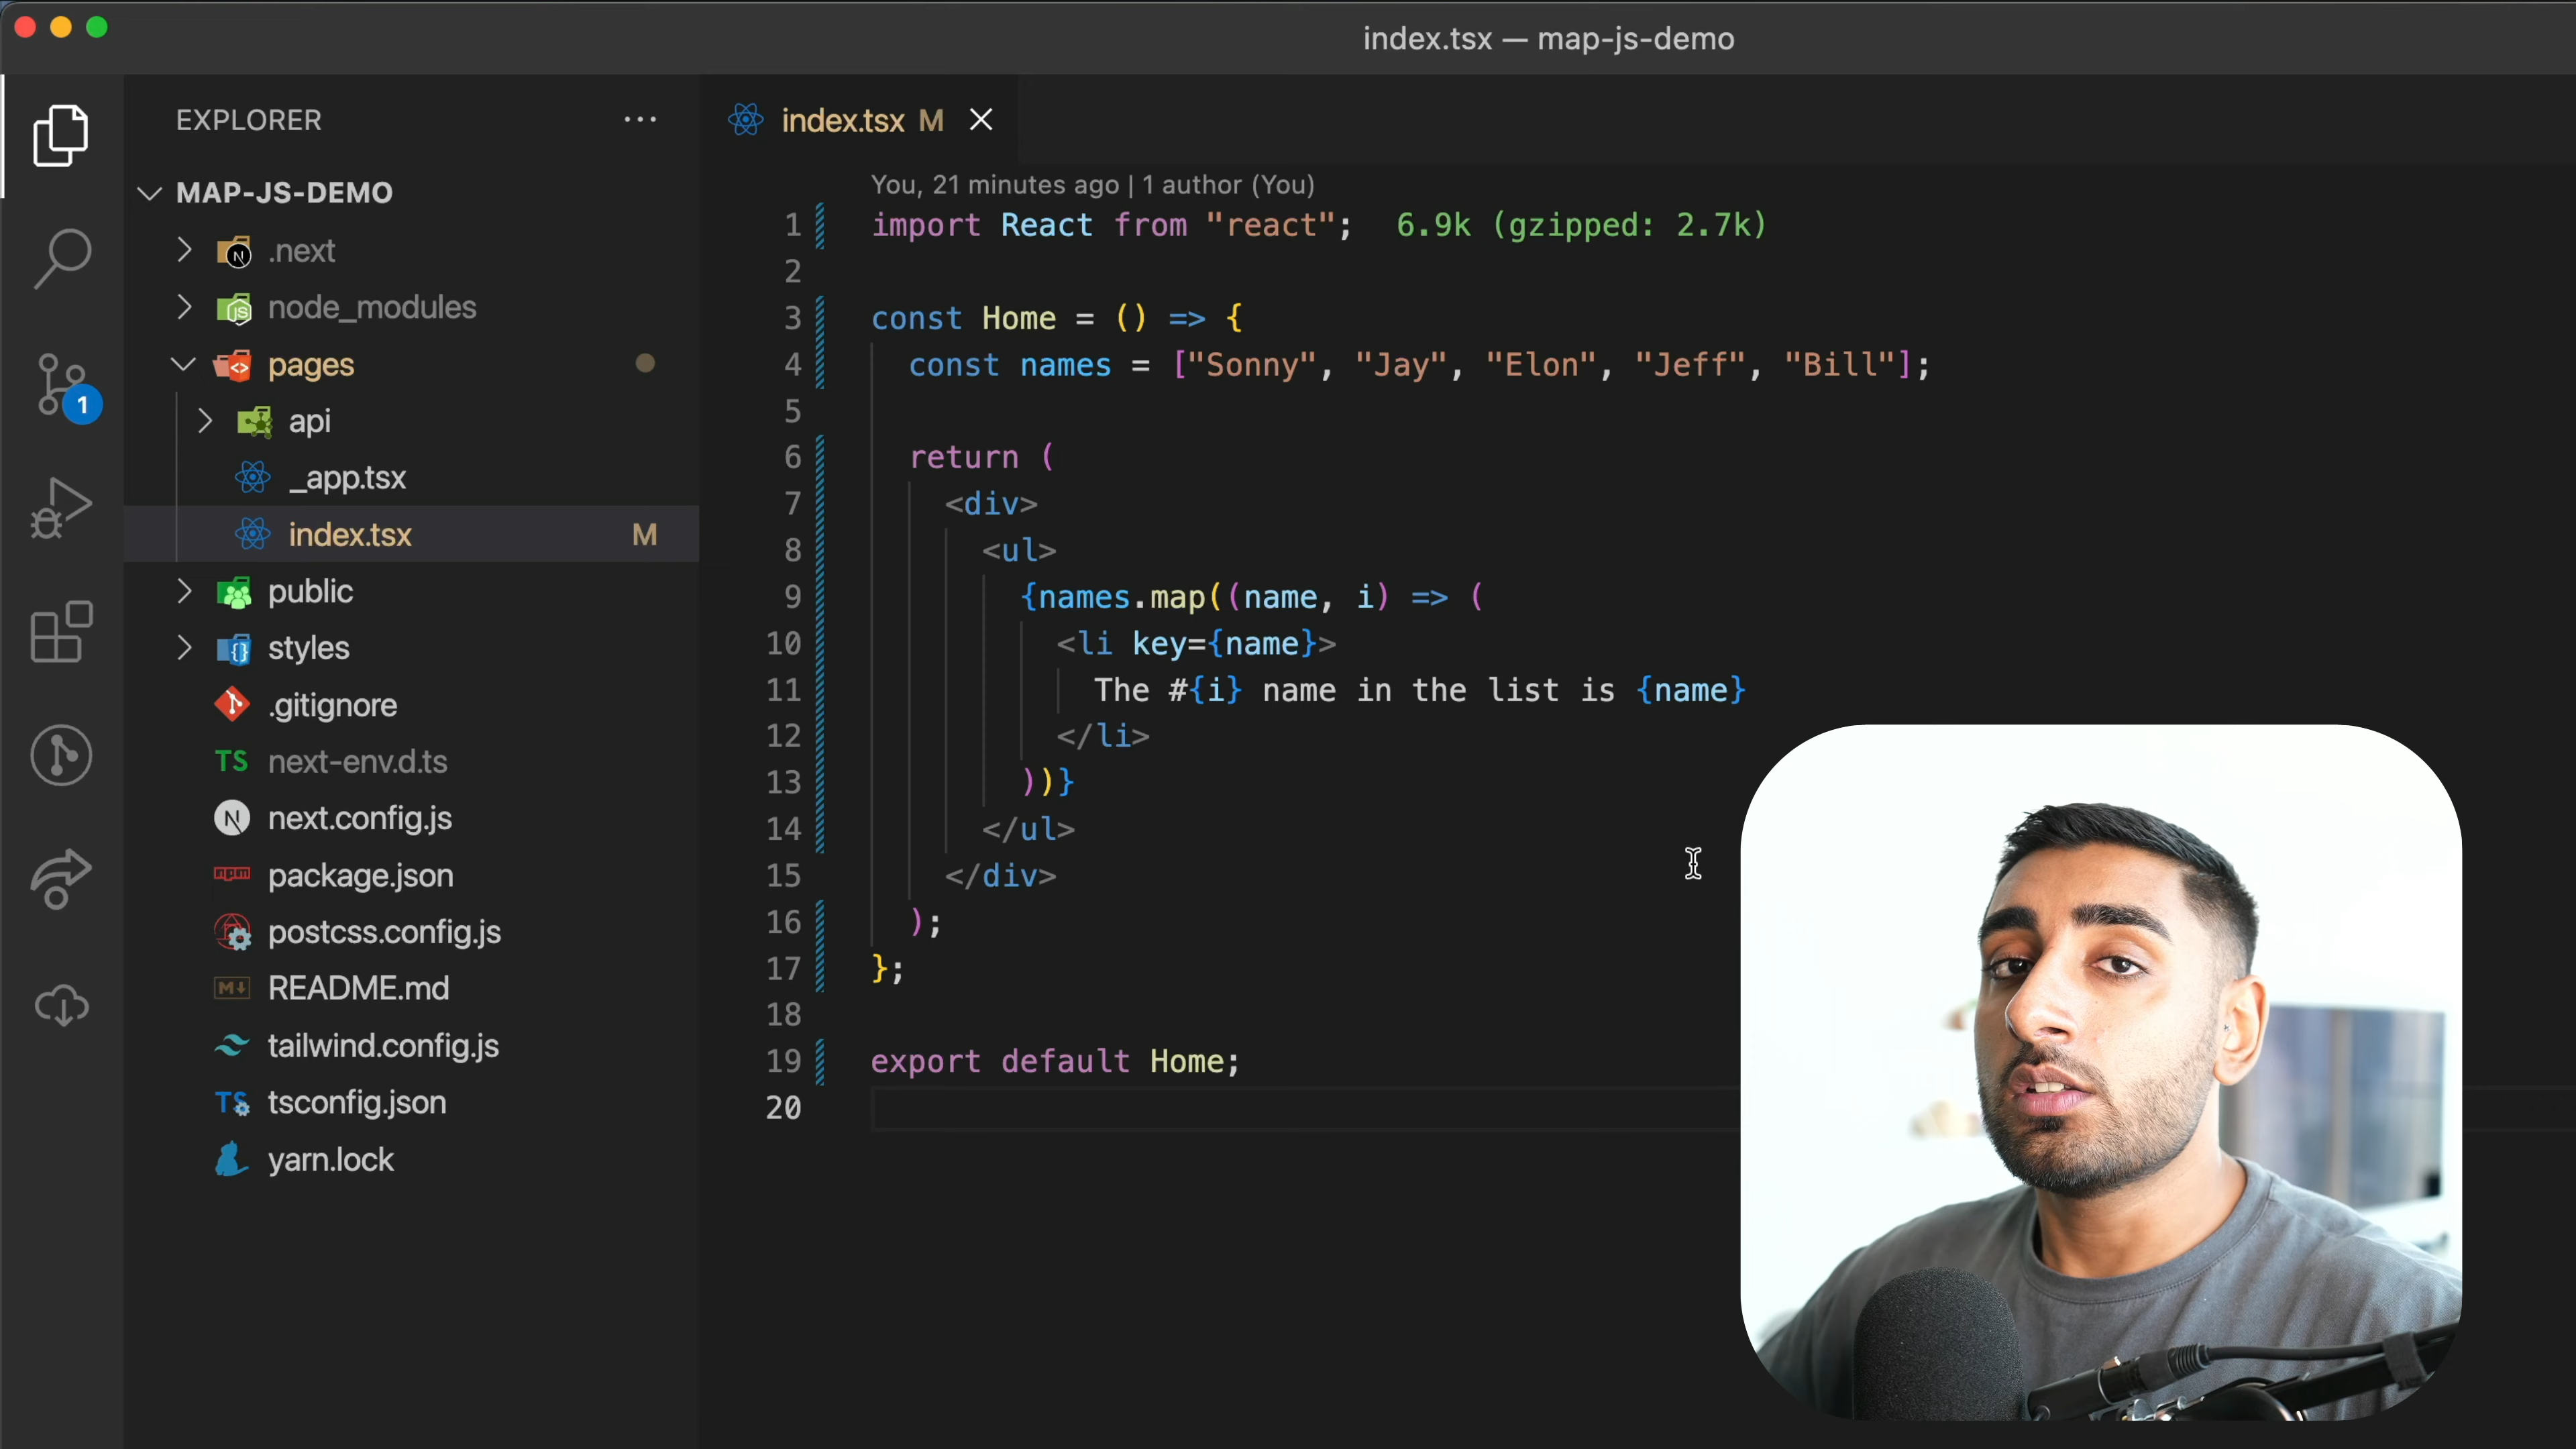 index.tsx — map-js-demo
EXPLORER
MAP-JS-DEMO
.next
node_modules
pages
api
_app.tsx
index.tsx M
public
styles
.gitignore
TS next-env.d.ts
N next.config.js
npm package.json
postcss.config.js
M↓ README.md
tailwind.config.js
TS tsconfig.json
yarn.lock
1
index.tsx M
You, 21 minutes ago | 1 author (You)
1 import React from "react"; 6.9k (gzipped: 2.7k)
2
3 const Home = () => {
4 const names = ["Sonny", "Jay", "Elon", "Jeff", "Bill"];
5
6 return (
7 <div>
8 <ul>
9 {names.map((name, i) => (
10 <li key={name}>
11 The #{i} name in the list is {name}
12 </li>
13 ))}
14 </ul>
15 </div>
16 );
17 };
18
19 export default Home;
20